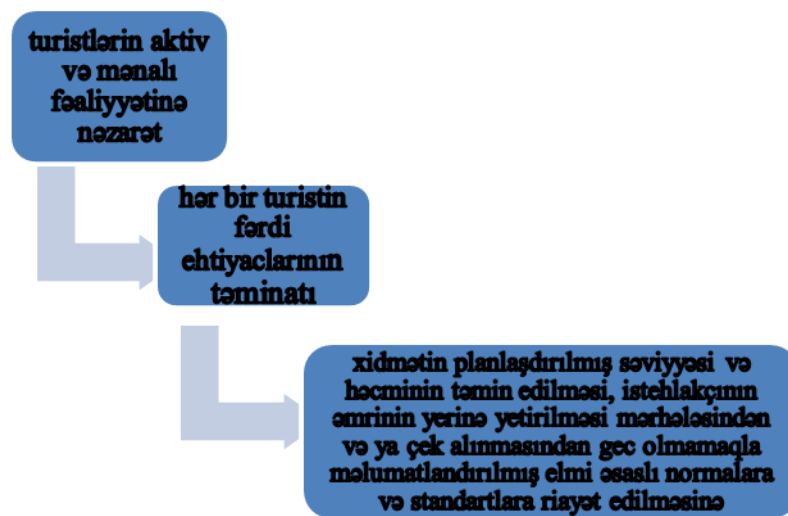 turistlərin aktiv
və mənalı
fəaliyyətinə
nəzarət
hər bir turistin
fərdi
ehtiyaclarının
təminatı
xidmətin planlaşdırılmış səviyyəsi və
həcminin təmin edilməsi, istehlakçının
əmrinin yerinə yetirilməsi mərhələsindən
və ya çek alınmasından gec olmamaqla
məlumatlandırılmış elmi əsaslı normalara
və standartlara riayət edilməsinə